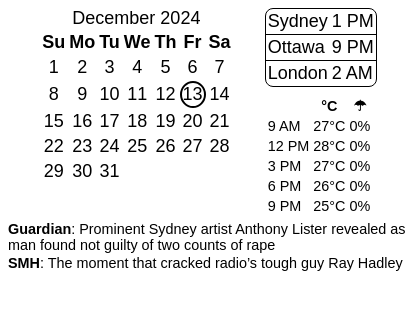 December 2024
Su Mo Tu We Th Fr Sa
1 2 3 4 5 6 7
8 9 10 11 12 13 14
15 16 17 18 19 20 21
22 23 24 25 26 27 28
29 30 31
Sydney 1 PM
Ottawa 9 PM
London 2 AM
°C ☂
9 AM 27°C 0%
12 PM 28°C 0%
3 PM 27°C 0%
6 PM 26°C 0%
9 PM 25°C 0%
Guardian: Prominent Sydney artist Anthony Lister revealed as
man found not guilty of two counts of rape
SMH: The moment that cracked radio’s tough guy Ray Hadley